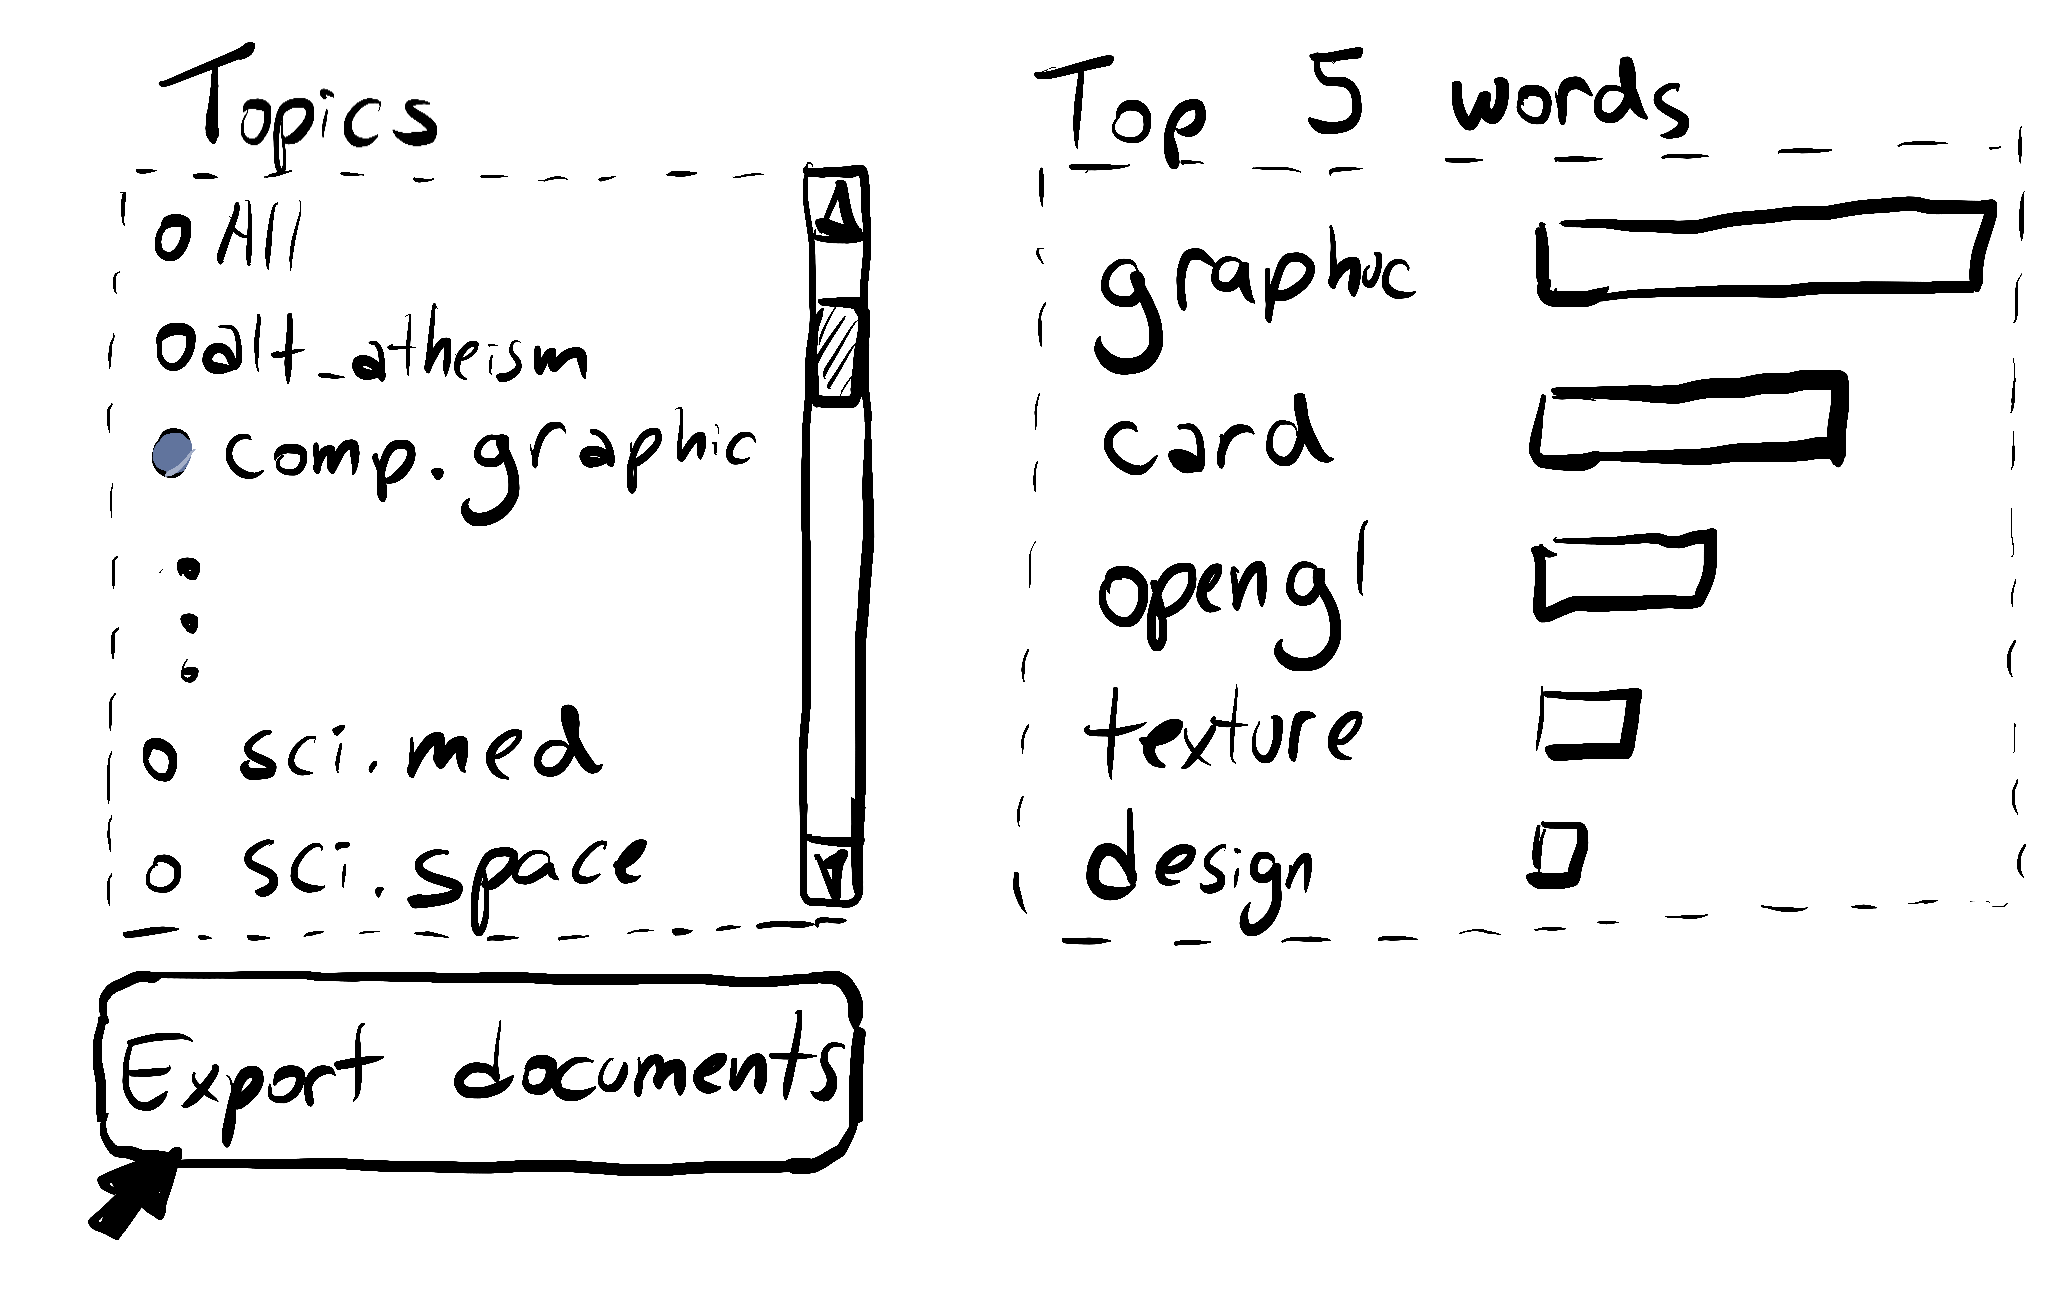 Topics
All
alt_atheism
comp.graphic
sci.med
sci.space
Export documents
Top 5 words
graphic
card
opengl
texture
design